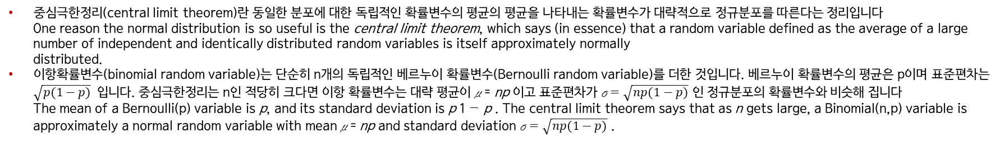 • 중심극한정리(central limit theorem)란 동일한 분포에 대한 독립적인 확률변수의 평균의 평균을 나타내는 확률변수가 대략적으로 정규분포를 따른다는 정리입니다
One reason the normal distribution is so useful is the central limit theorem, which says (in essence) that a random variable defined as the average of a large
number of independent and identically distributed random variables is itself approximately normally
distributed.
• 이항확률변수(binomial random variable)는 단순히 n개의 독립적인 베르누이 확률변수(Bernoulli random variable)를 더한 것입니다. 베르누이 확률변수의 평균은 p이며 표준편차는
√p(1 − p) 입니다. 중심극한정리는 n인 적당히 크다면 이항 확률변수는 대략 평균이 μ = np 이고 표준편차가 σ = √np(1 − p) 인 정규분포의 확률변수와 비슷해 집니다
The mean of a Bernoulli(p) variable is p, and its standard deviation is p 1 − p . The central limit theorem says that as n gets large, a Binomial(n,p) variable is
approximately a normal random variable with mean μ = np and standard deviation σ = √np(1 − p) .